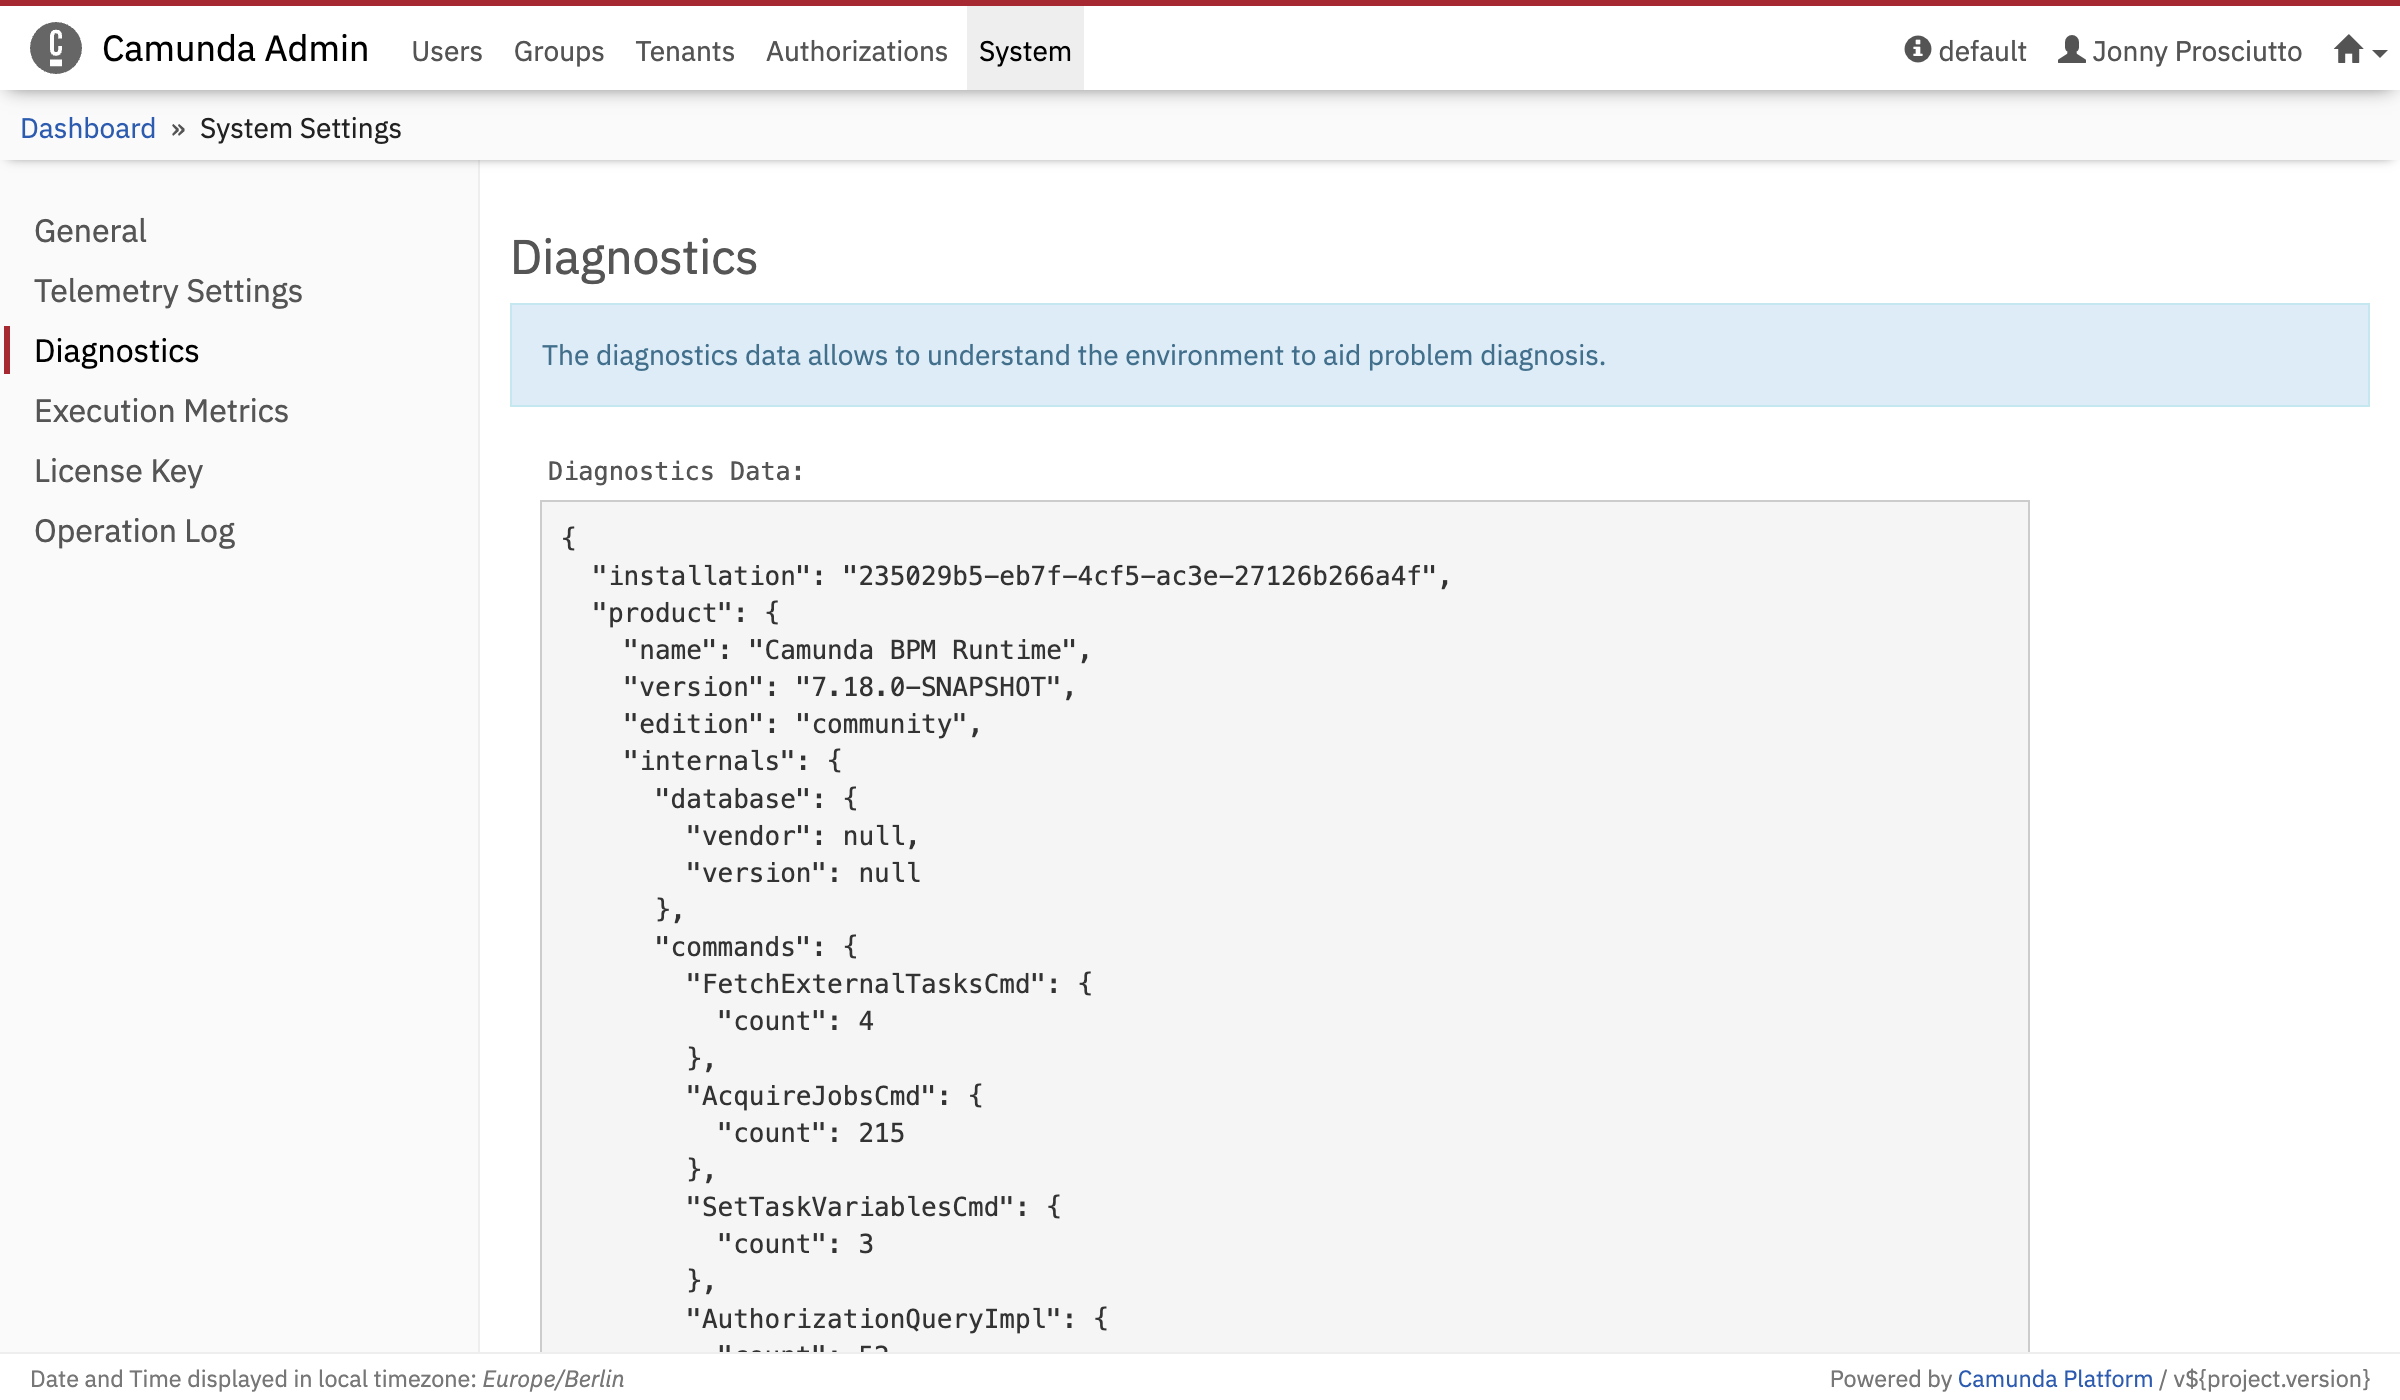 Camunda Admin Users Groups Tenants Authorizations System default Jonny Prosciutto
Dashboard » System Settings
General
Telemetry Settings
Diagnostics
Execution Metrics
License Key
Operation Log
Diagnostics
The diagnostics data allows to understand the environment to aid problem diagnosis.
Diagnostics Data:
{
  "installation": "235029b5-eb7f-4cf5-ac3e-27126b266a4f",
  "product": {
    "name": "Camunda BPM Runtime",
    "version": "7.18.0-SNAPSHOT",
    "edition": "community",
    "internals": {
      "database": {
        "vendor": null,
        "version": null
      },
      "commands": {
        "FetchExternalTasksCmd": {
          "count": 4
        },
        "AcquireJobsCmd": {
          "count": 215
        },
        "SetTaskVariablesCmd": {
          "count": 3
        },
        "AuthorizationQueryImpl": {
Date and Time displayed in local timezone: Europe/Berlin
Powered by Camunda Platform / v${project.version}